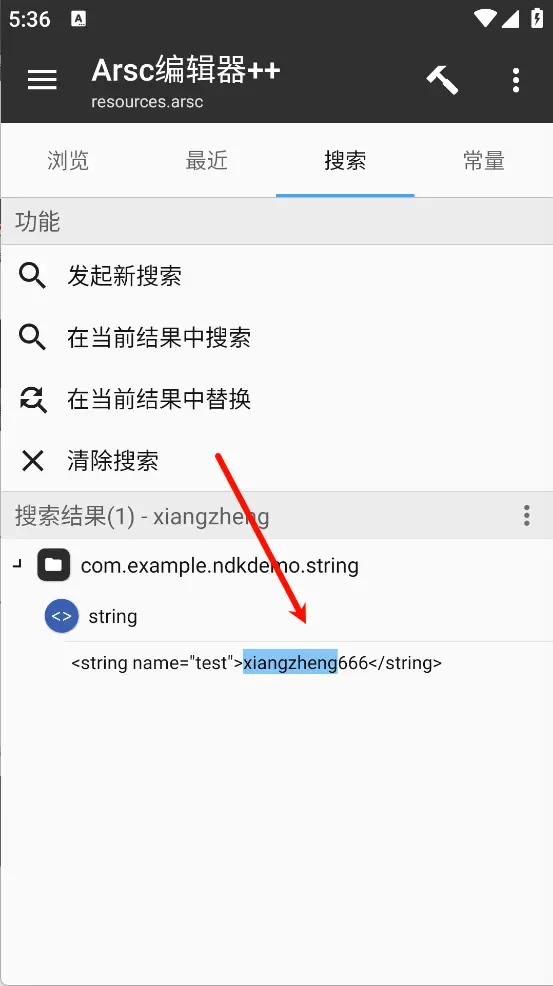 5:36 A
Arsc编辑器++
resources.arsc
浏览 最近 搜索 常量
功能
发起新搜索
在当前结果中搜索
在当前结果中替换
清除搜索
搜索结果(1) - xiangzheng
com.example.ndkdemo.string
<> string
<string name="test">xiangzheng666</string>